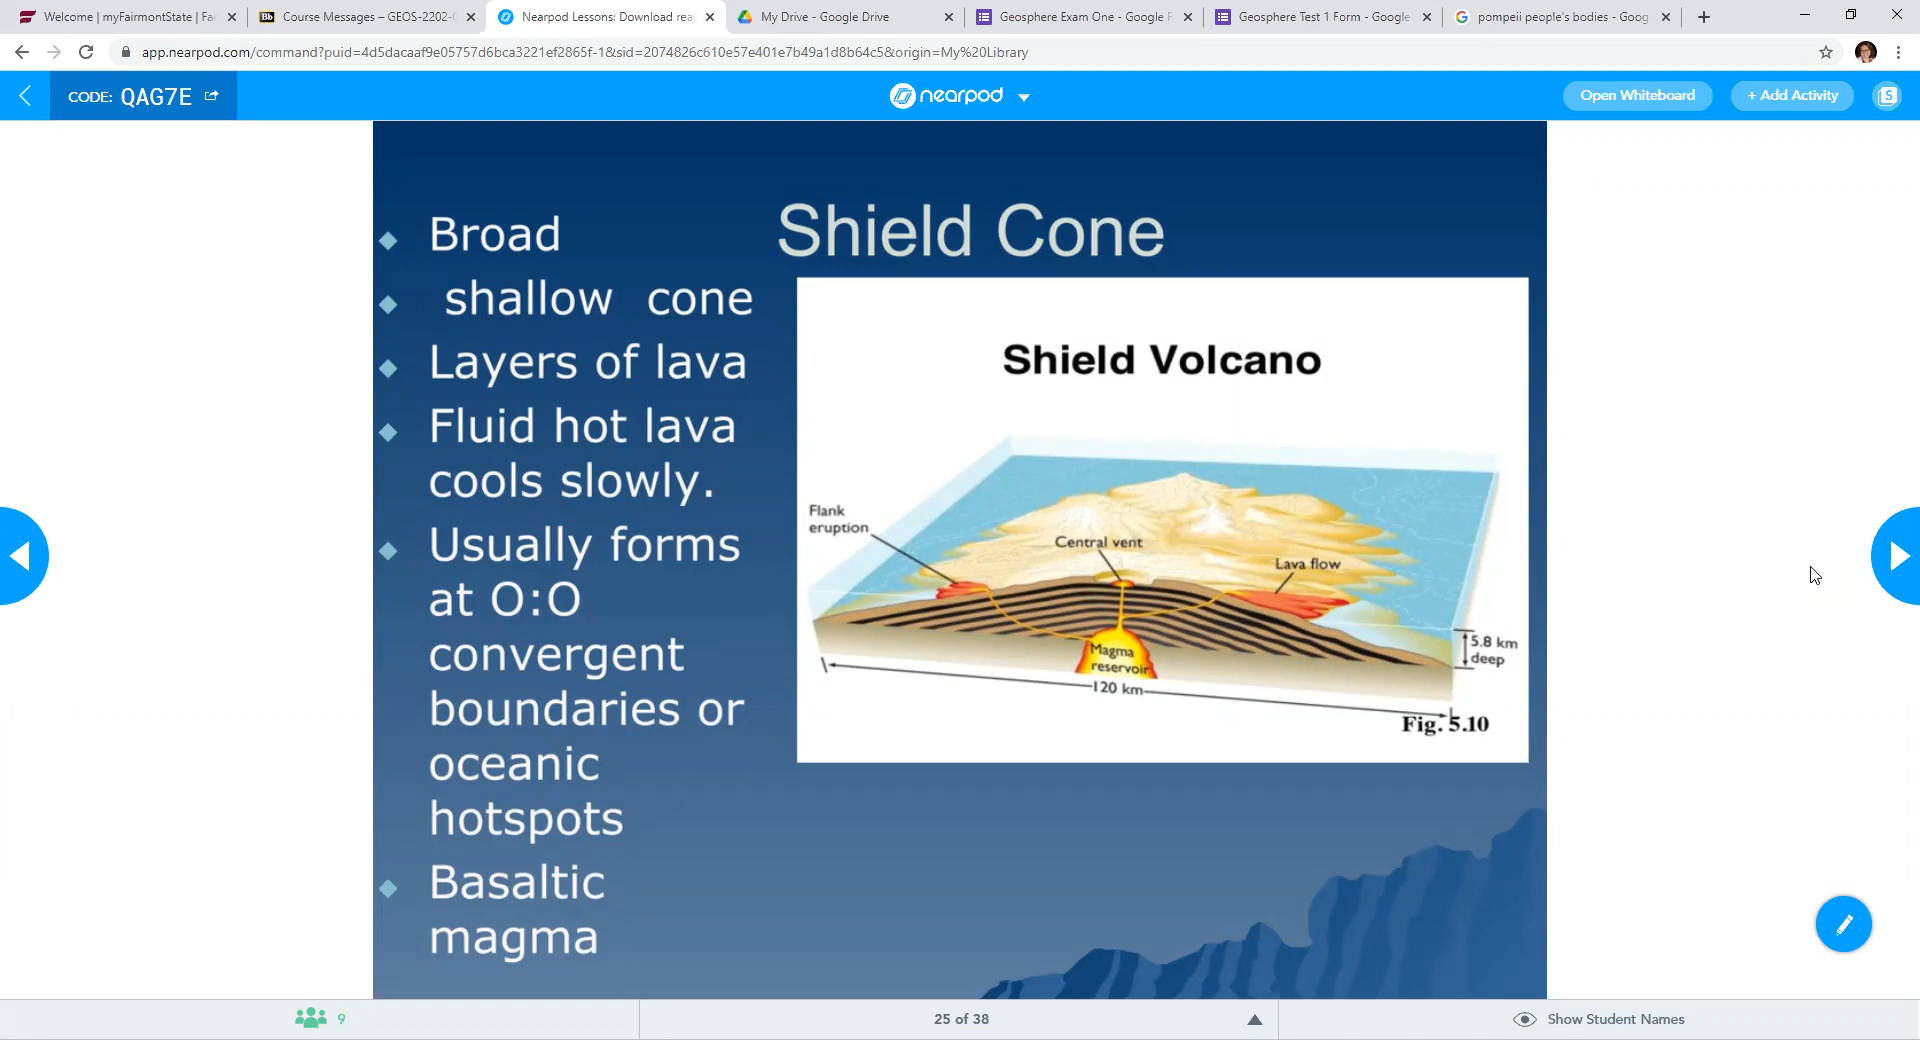 Welcome | myFairmontState | Fai
Course Messages – GEOS-2202-
Nearpod Lessons: Download rea
My Drive - Google Drive
Geosphere Exam One - Google F
Geosphere Test 1 Form - Google
pompeii people's bodies - Goog
app.nearpod.com/command?puid=4d5dacaaf9e05757d6bca3221ef2865f-1&sid=2074826c610e57e401e7b49a1d8b64c5&origin=My%20Library
CODE: QAG7E
nearpod
Open Whiteboard
+ Add Activity
S
Shield Cone
Broad
shallow cone
Layers of lava
Fluid hot lava
cools slowly.
Usually forms
at O:O
convergent
boundaries or
oceanic
hotspots
Basaltic
magma
Shield Volcano
Flank
eruption
Central vent
Lava flow
Magma
reservoir
5.8 km
deep
120 km
Fig. 5.10
9
25 of 38
Show Student Names